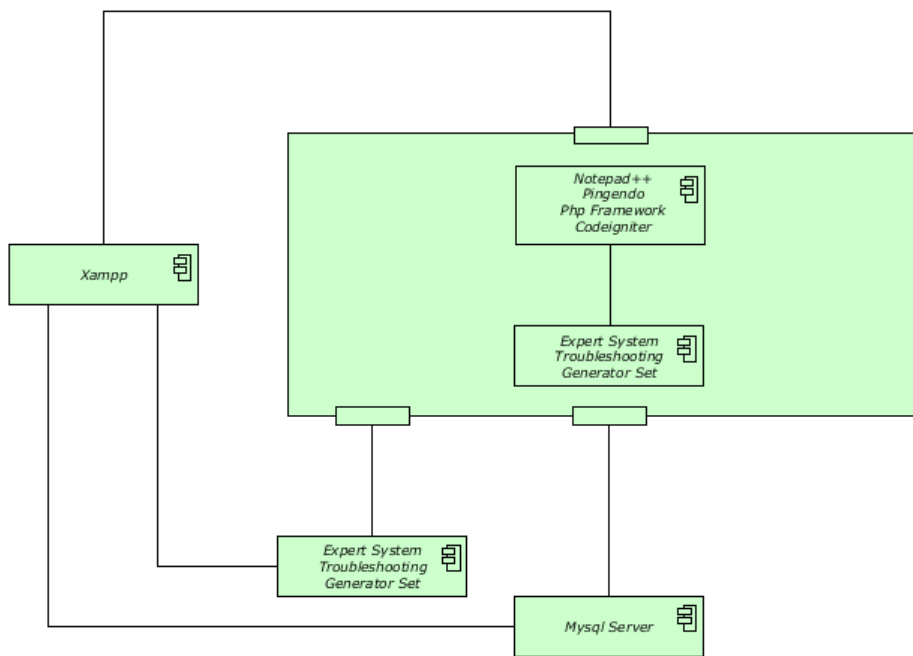 Notepad++
Pingendo
Php Framework
Codeigniter
Xampp
Expert System
Troubleshooting
Generator Set
Expert System
Troubleshooting
Generator Set
Mysql Server